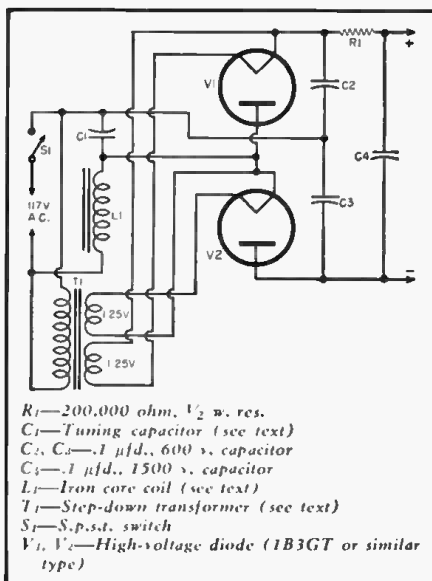 R1
+
V1
C2
C1
S1
C4
117V
A.C.
L1
C3
V2
−
T1
1.25V
1.25V
R1—200,000 ohm, 1/2 w. res.
C1—Tuning capacitor (see text)
C2, C3—.1 µfd., 600 v. capacitor
C4—.1 µfd., 1500 v. capacitor
L1—Iron core coil (see text)
T1—Step-down transformer (see text)
S1—S.p.s.t. switch
V1, V2—High-voltage diode (1B3GT or similar
type)